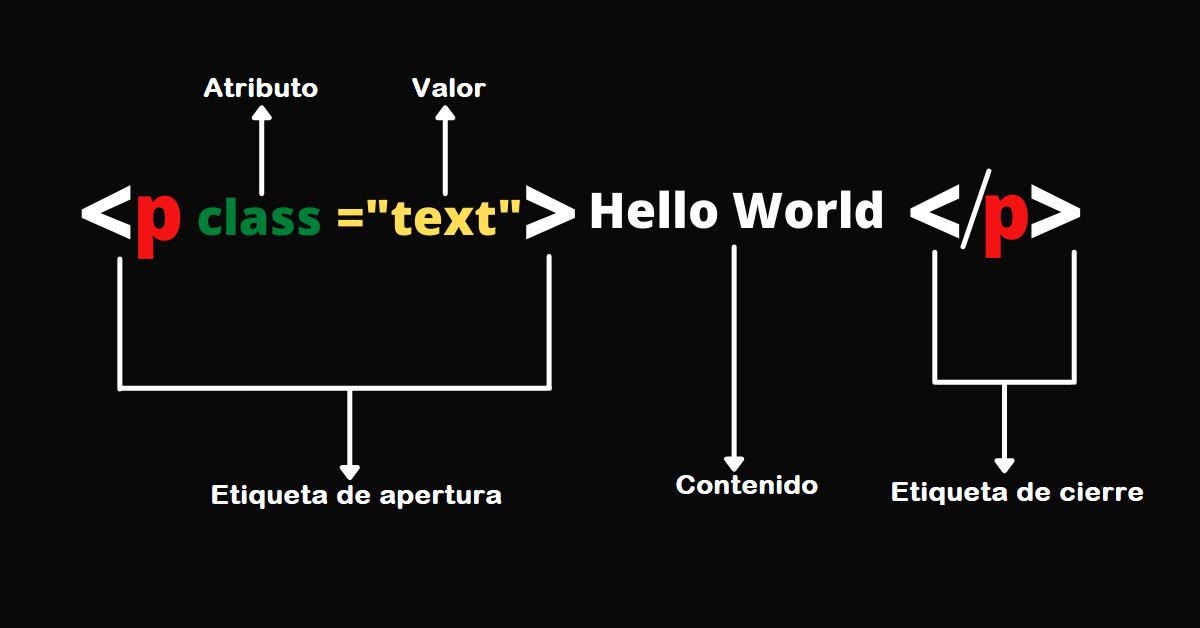 Atributo Valor
<p class ="text"> Hello World </p>
Etiqueta de apertura Contenido Etiqueta de cierre